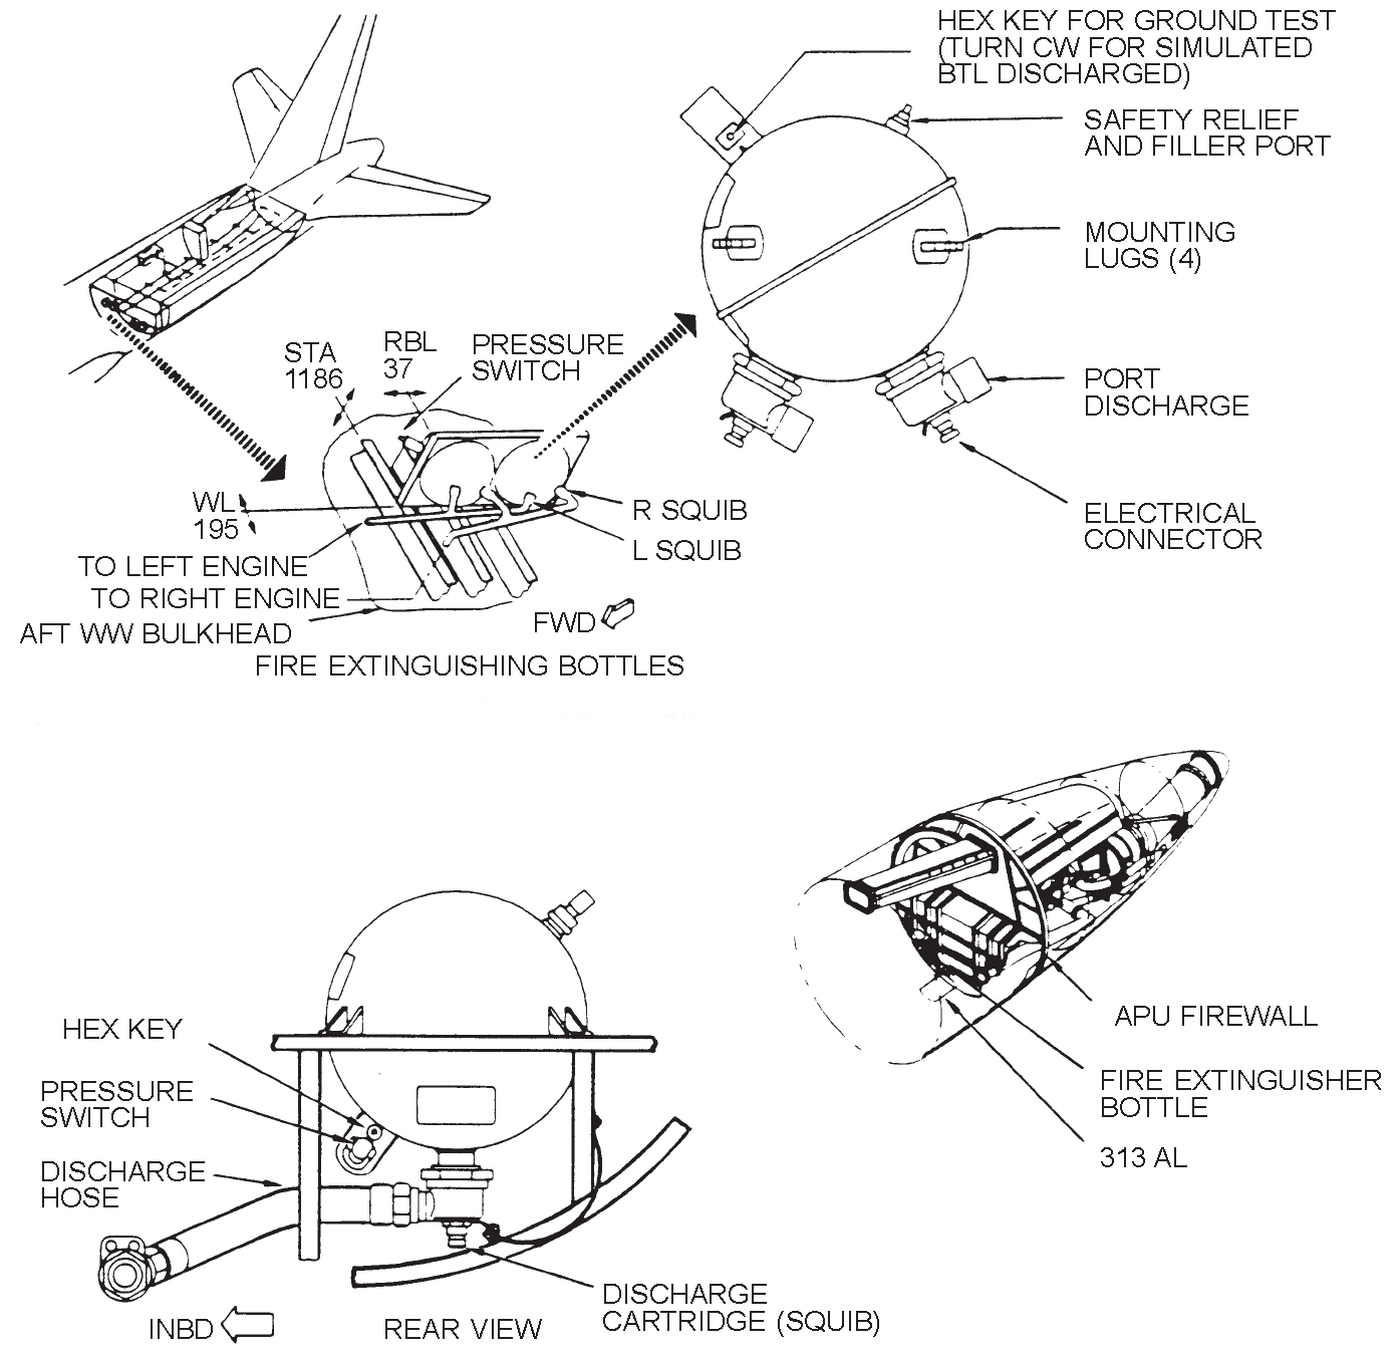 HEX KEY FOR GROUND TEST
(TURN CW FOR SIMULATED
BTL DISCHARGED)
SAFETY RELIEF
AND FILLER PORT
MOUNTING
LUGS (4)
PORT
DISCHARGE
ELECTRICAL
CONNECTOR
STA
1186
RBL
37
PRESSURE
SWITCH
WL
195
R SQUIB
L SQUIB
TO LEFT ENGINE
TO RIGHT ENGINE
AFT WW BULKHEAD
FWD
FIRE EXTINGUISHING BOTTLES
HEX KEY
PRESSURE
SWITCH
DISCHARGE
HOSE
INBD
REAR VIEW
DISCHARGE
CARTRIDGE (SQUIB)
APU FIREWALL
FIRE EXTINGUISHER
BOTTLE
313 AL